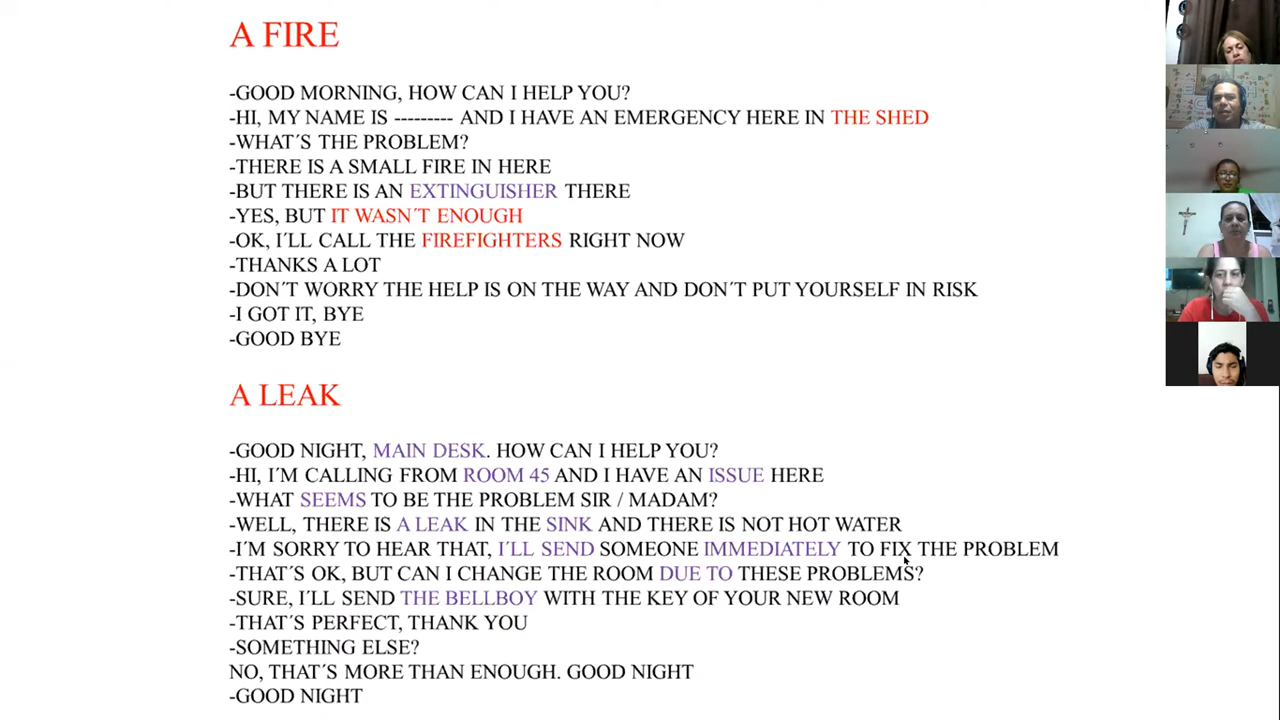 A FIRE
-GOOD MORNING, HOW CAN I HELP YOU?
-HI, MY NAME IS --------- AND I HAVE AN EMERGENCY HERE IN THE SHED
-WHAT´S THE PROBLEM?
-THERE IS A SMALL FIRE IN HERE
-BUT THERE IS AN EXTINGUISHER THERE
-YES, BUT IT WASN´T ENOUGH
-OK, I´LL CALL THE FIREFIGHTERS RIGHT NOW
-THANKS A LOT
-DON´T WORRY THE HELP IS ON THE WAY AND DON´T PUT YOURSELF IN RISK
-I GOT IT, BYE
-GOOD BYE
A LEAK
-GOOD NIGHT, MAIN DESK. HOW CAN I HELP YOU?
-HI, I´M CALLING FROM ROOM 45 AND I HAVE AN ISSUE HERE
-WHAT SEEMS TO BE THE PROBLEM SIR / MADAM?
-WELL, THERE IS A LEAK IN THE SINK AND THERE IS NOT HOT WATER
-I´M SORRY TO HEAR THAT, I´LL SEND SOMEONE IMMEDIATELY TO FIX THE PROBLEM
-THAT´S OK, BUT CAN I CHANGE THE ROOM DUE TO THESE PROBLEMS?
-SURE, I´LL SEND THE BELLBOY WITH THE KEY OF YOUR NEW ROOM
-THAT´S PERFECT, THANK YOU
-SOMETHING ELSE?
NO, THAT´S MORE THAN ENOUGH. GOOD NIGHT
-GOOD NIGHT